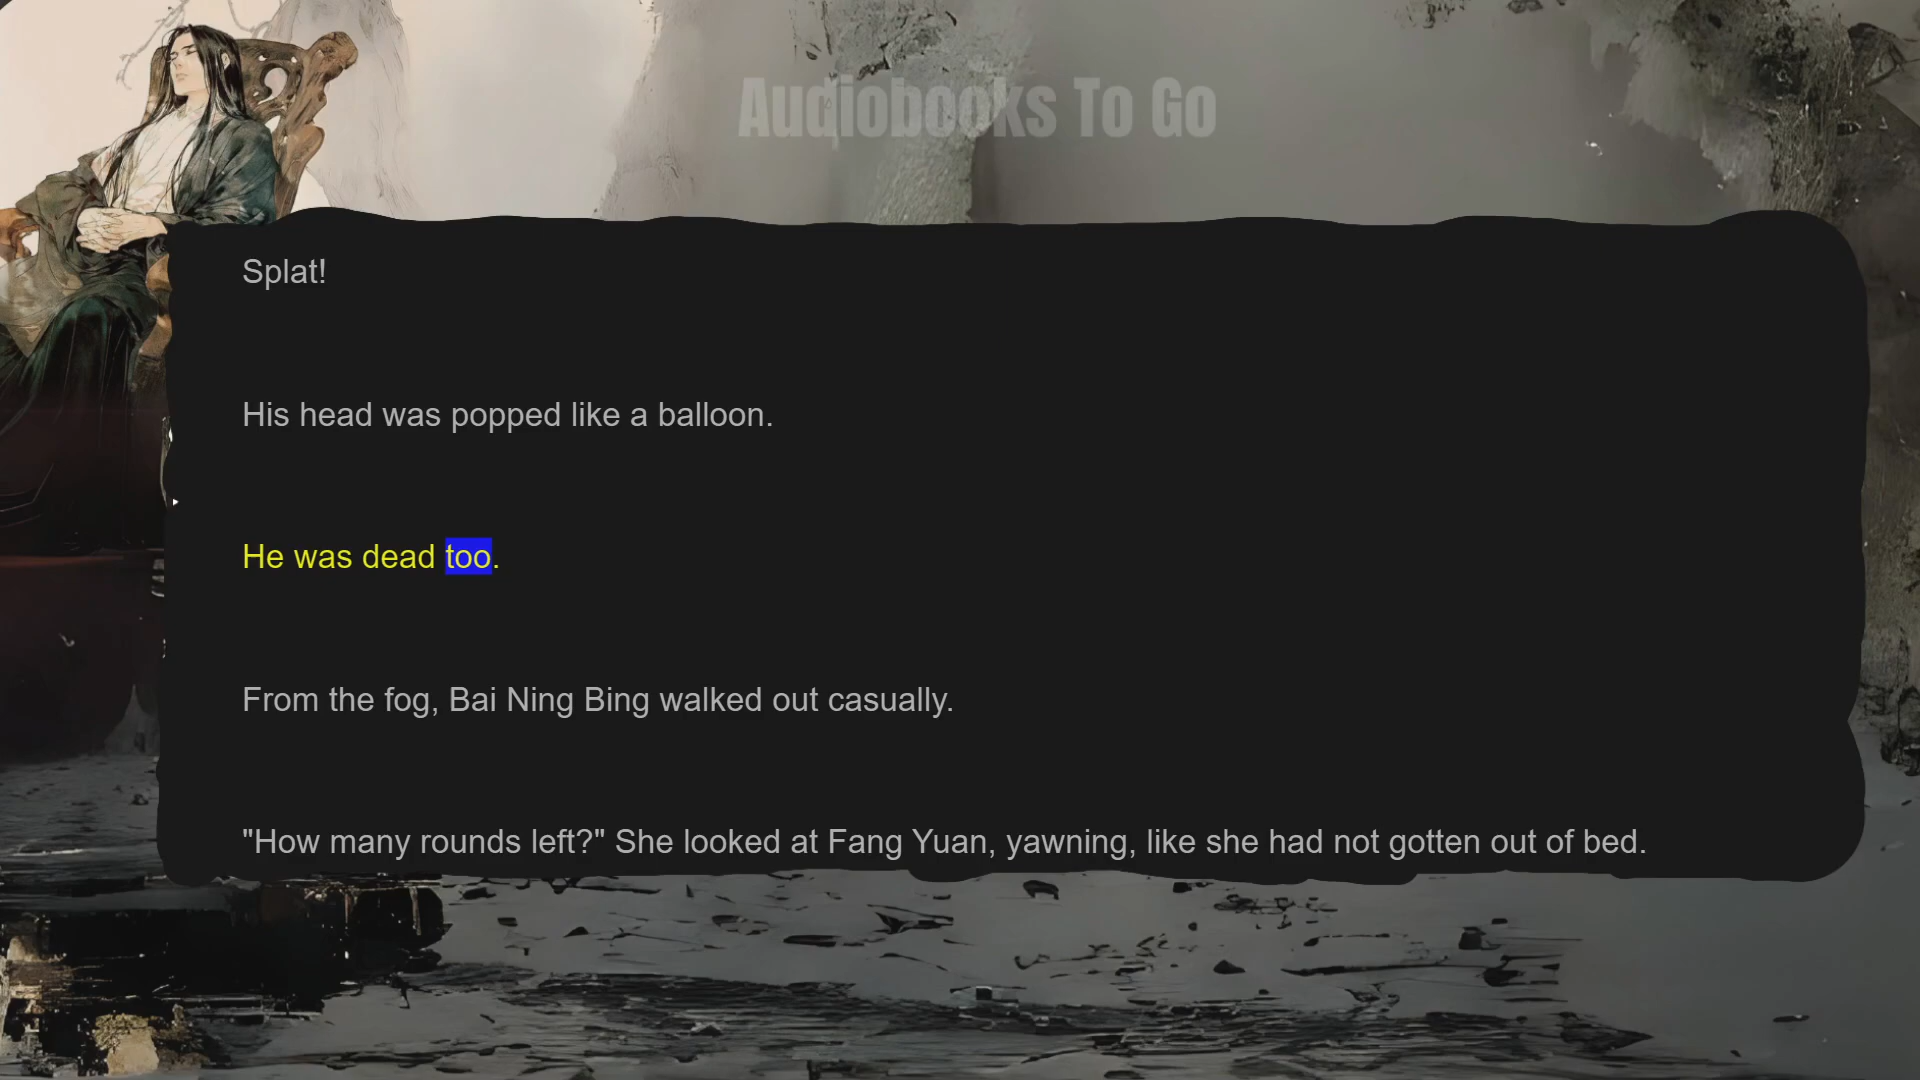 Audiobooks To Go
Splat!
His head was popped like a balloon.
He was dead too.
From the fog, Bai Ning Bing walked out casually.
"How many rounds left?" She looked at Fang Yuan, yawning, like she had not gotten out of bed.